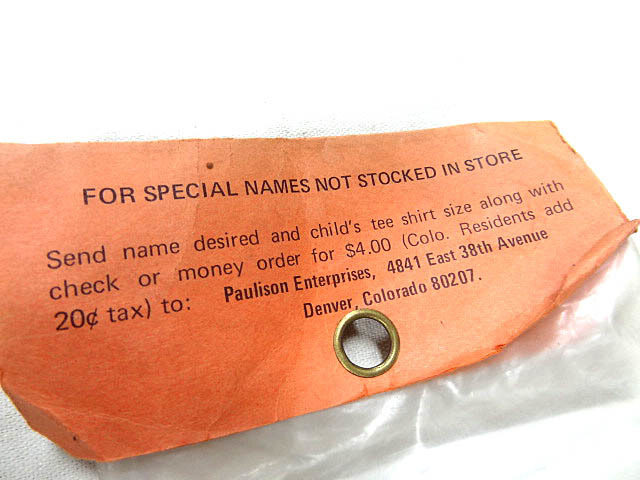 FOR SPECIAL NAMES NOT STOCKED IN STORE
Send name desired and child's tee shirt size along with
check or money order for $4.00 (Colo. Residents add
20¢ tax) to: Paulison Enterprises, 4841 East 38th Avenue
Denver, Colorado 80207.